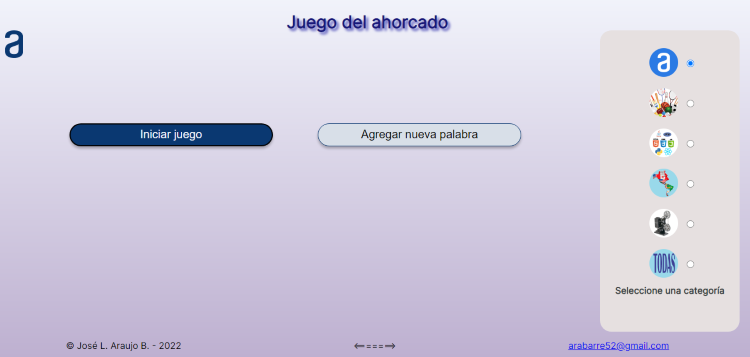 Juego del ahorcado
a
Iniciar juego
Agregar nueva palabra
a
TODAS
Seleccione una categoría
© José L. Araujo B. - 2022
<====>
arabarre52@gmail.com